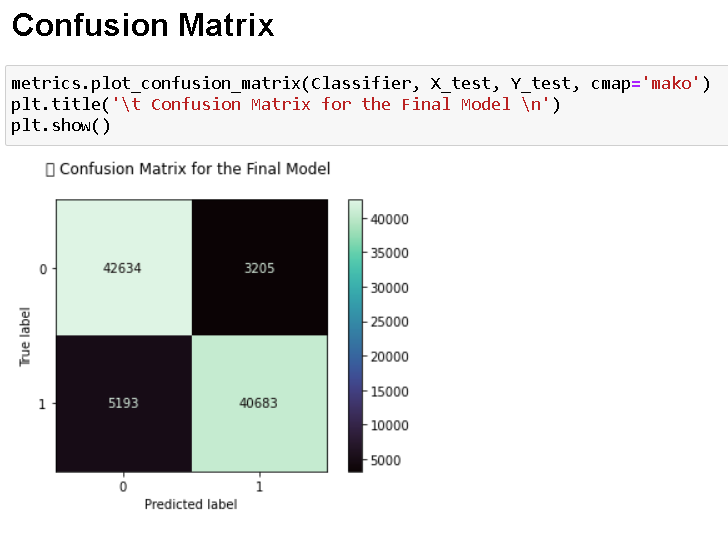 Confusion Matrix
metrics.plot_confusion_matrix(Classifier, X_test, Y_test, cmap='mako')
plt.title('\t Confusion Matrix for the Final Model \n')
plt.show()
Confusion Matrix for the Final Model
40000
35000
30000
25000
20000
15000
10000
5000
0
42634
3205
True label
1
5193
40683
0
1
Predicted label